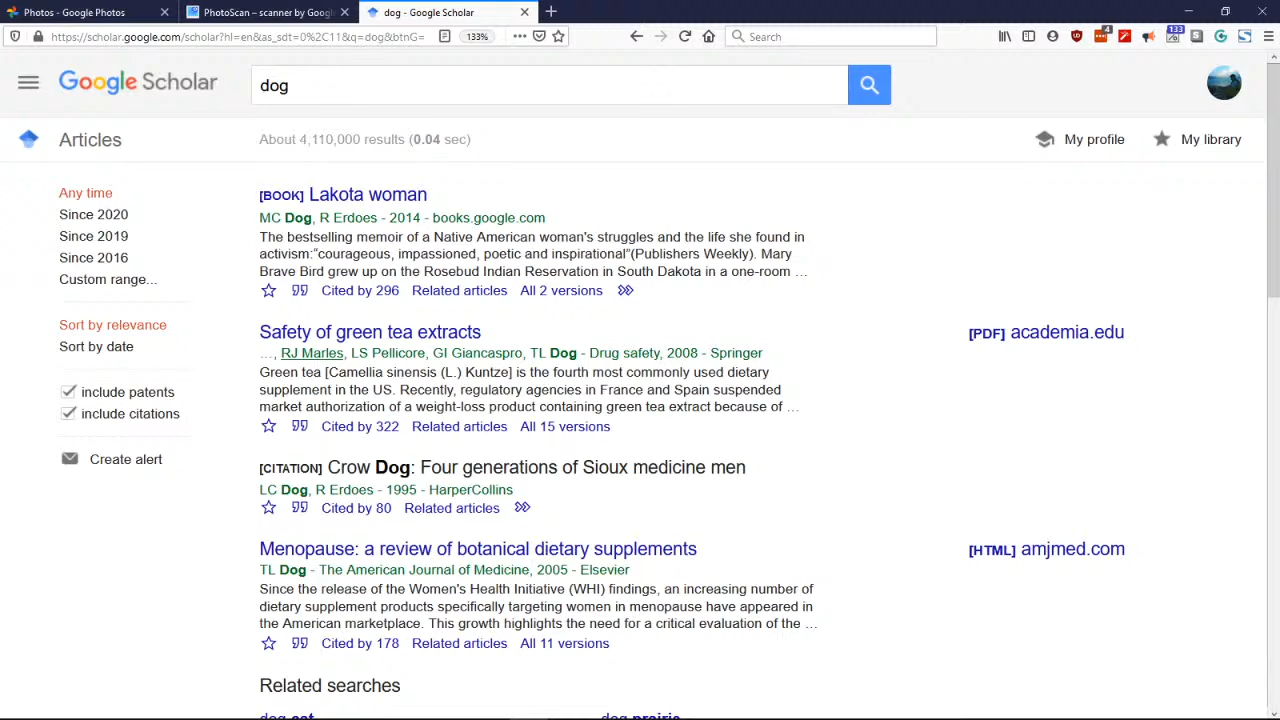 Photos - Google Photos
PhotoScan – scanner by Googl
dog - Google Scholar
https://scholar.google.com/scholar?hl=en&as_sdt=0%2C11&q=dog&btnG=
133%
Search
4
133
Google Scholar
dog
Articles
About 4,110,000 results (0.04 sec)
My profile
My library
Any time
Since 2020
Since 2019
Since 2016
Custom range...
Sort by relevance
Sort by date
include patents
include citations
Create alert
[BOOK] Lakota woman
MC Dog, R Erdoes - 2014 - books.google.com
The bestselling memoir of a Native American woman's struggles and the life she found in
activism:“courageous, impassioned, poetic and inspirational”(Publishers Weekly). Mary
Brave Bird grew up on the Rosebud Indian Reservation in South Dakota in a one-room ...
Cited by 296 Related articles All 2 versions
Safety of green tea extracts
[PDF] academia.edu
..., RJ Marles, LS Pellicore, GI Giancaspro, TL Dog - Drug safety, 2008 - Springer
Green tea [Camellia sinensis (L.) Kuntze] is the fourth most commonly used dietary
supplement in the US. Recently, regulatory agencies in France and Spain suspended
market authorization of a weight-loss product containing green tea extract because of ...
Cited by 322 Related articles All 15 versions
[CITATION] Crow Dog: Four generations of Sioux medicine men
LC Dog, R Erdoes - 1995 - HarperCollins
Cited by 80 Related articles
Menopause: a review of botanical dietary supplements
[HTML] amjmed.com
TL Dog - The American Journal of Medicine, 2005 - Elsevier
Since the release of the Women's Health Initiative (WHI) findings, an increasing number of
dietary supplement products specifically targeting women in menopause have appeared in
the American marketplace. This growth highlights the need for a critical evaluation of the ...
Cited by 178 Related articles All 11 versions
Related searches
dog cat
dog prairie